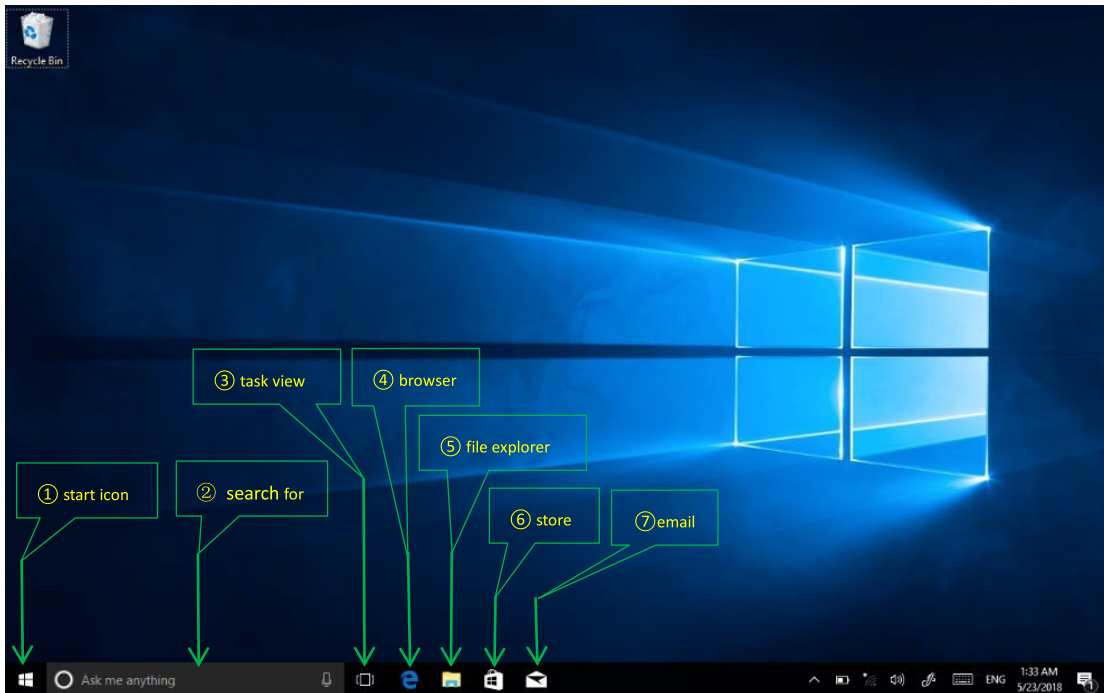 Recycle Bin
③ task view
④ browser
⑤ file explorer
① start icon
② search for
⑥ store
⑦email
Ask me anything
ENG
1:33 AM
5/23/2018
1